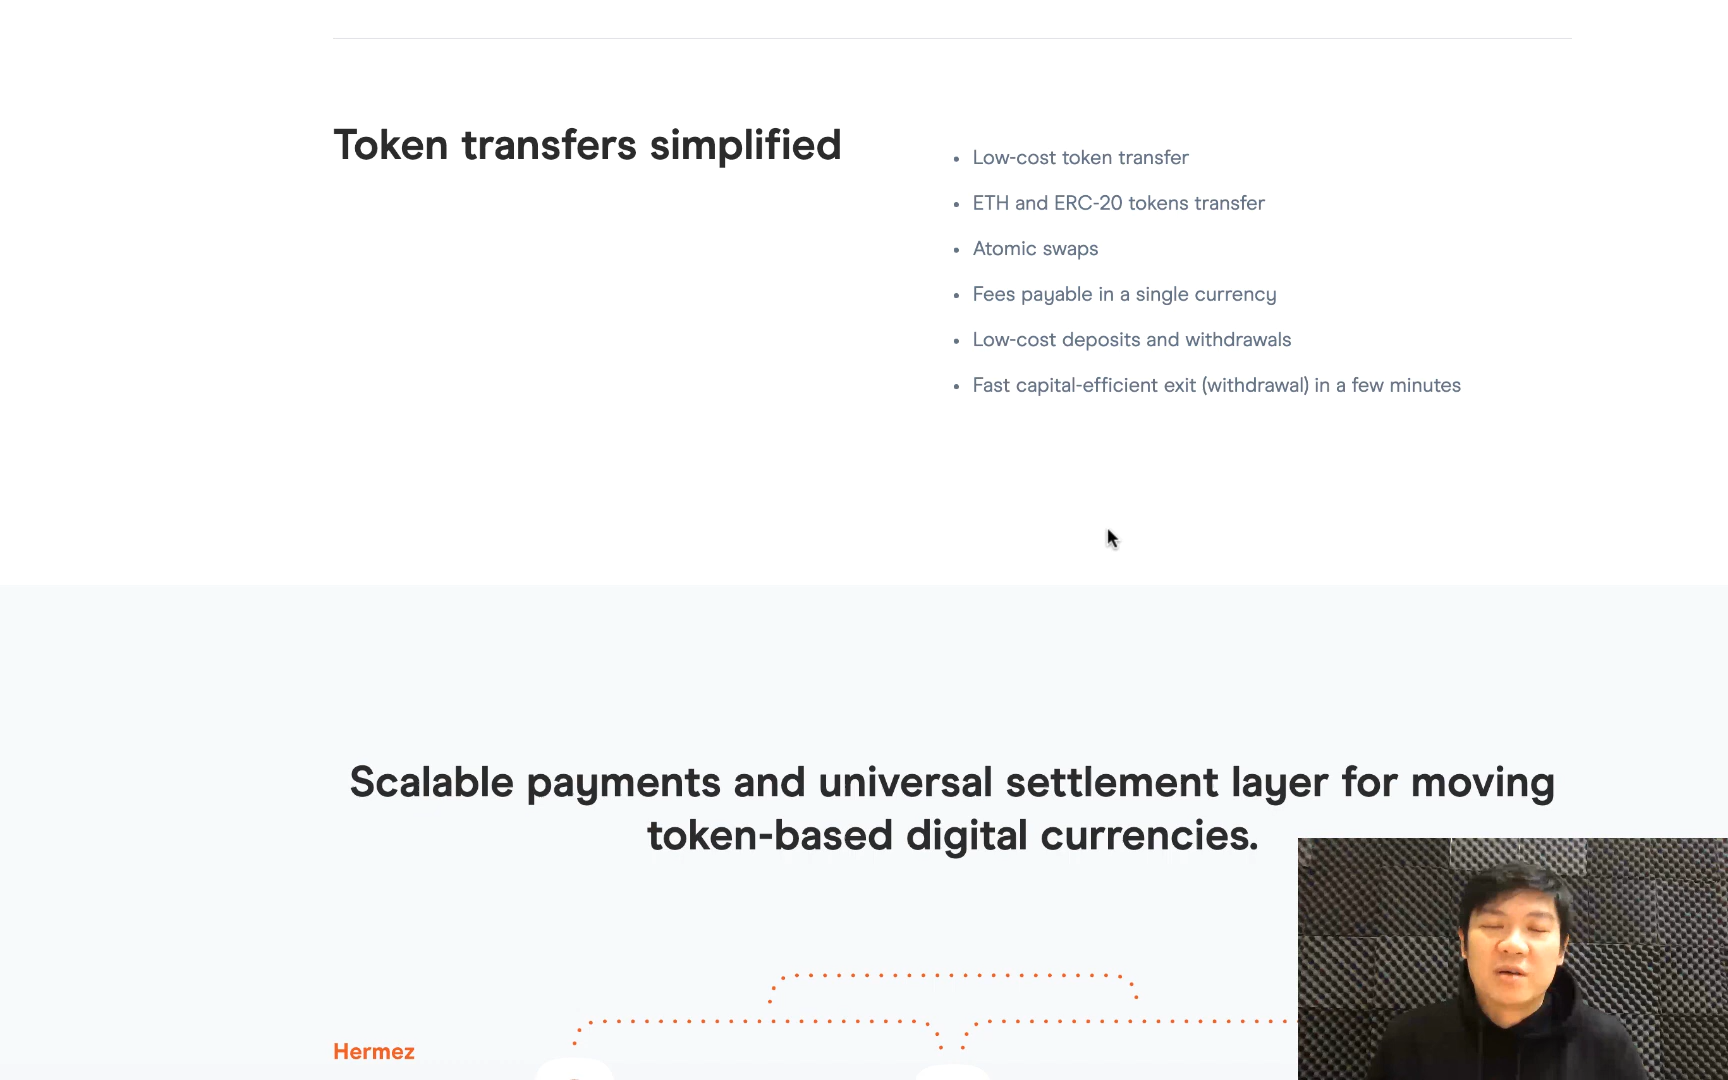 Token transfers simplified
Low-cost token transfer
ETH and ERC-20 tokens transfer
Atomic swaps
Fees payable in a single currency
Low-cost deposits and withdrawals
Fast capital-efficient exit (withdrawal) in a few minutes
Scalable payments and universal settlement layer for moving
token-based digital currencies.
Hermez